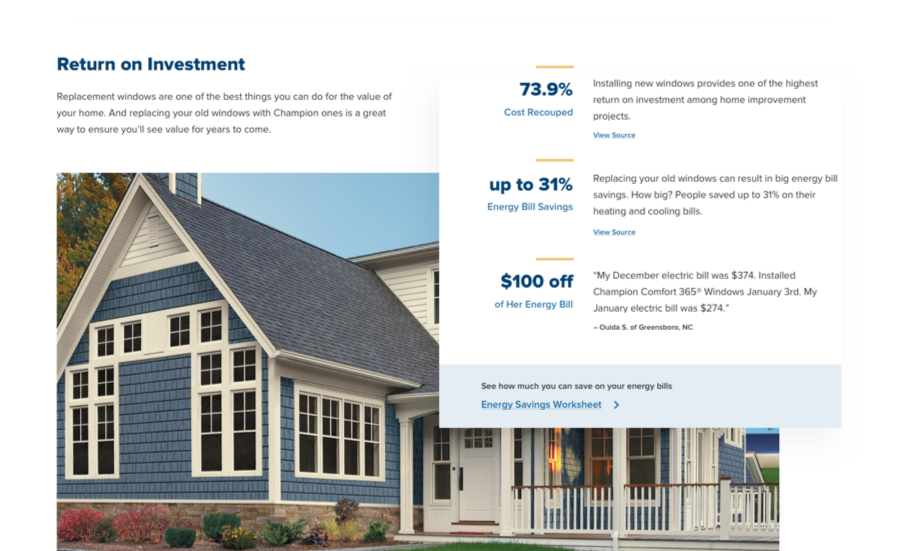 Return on Investment
Replacement windows are one of the best things you can do for the value of
your home. And replacing your old windows with Champion ones is a great
way to ensure you'll see value for years to come.
73.9%
Cost Recouped
Installing new windows provides one of the highest
return on investment among home improvement
projects.
View Source
up to 31%
Energy Bill Savings
Replacing your old windows can result in big energy bill
savings. How big? People saved up to 31% on their
heating and cooling bills.
View Source
$100 off
of Her Energy Bill
“My December electric bill was $374. Installed
Champion Comfort 365® Windows January 3rd. My
January electric bill was $274.”
– Ouida S. of Greensboro, NC
See how much you can save on your energy bills
Energy Savings Worksheet